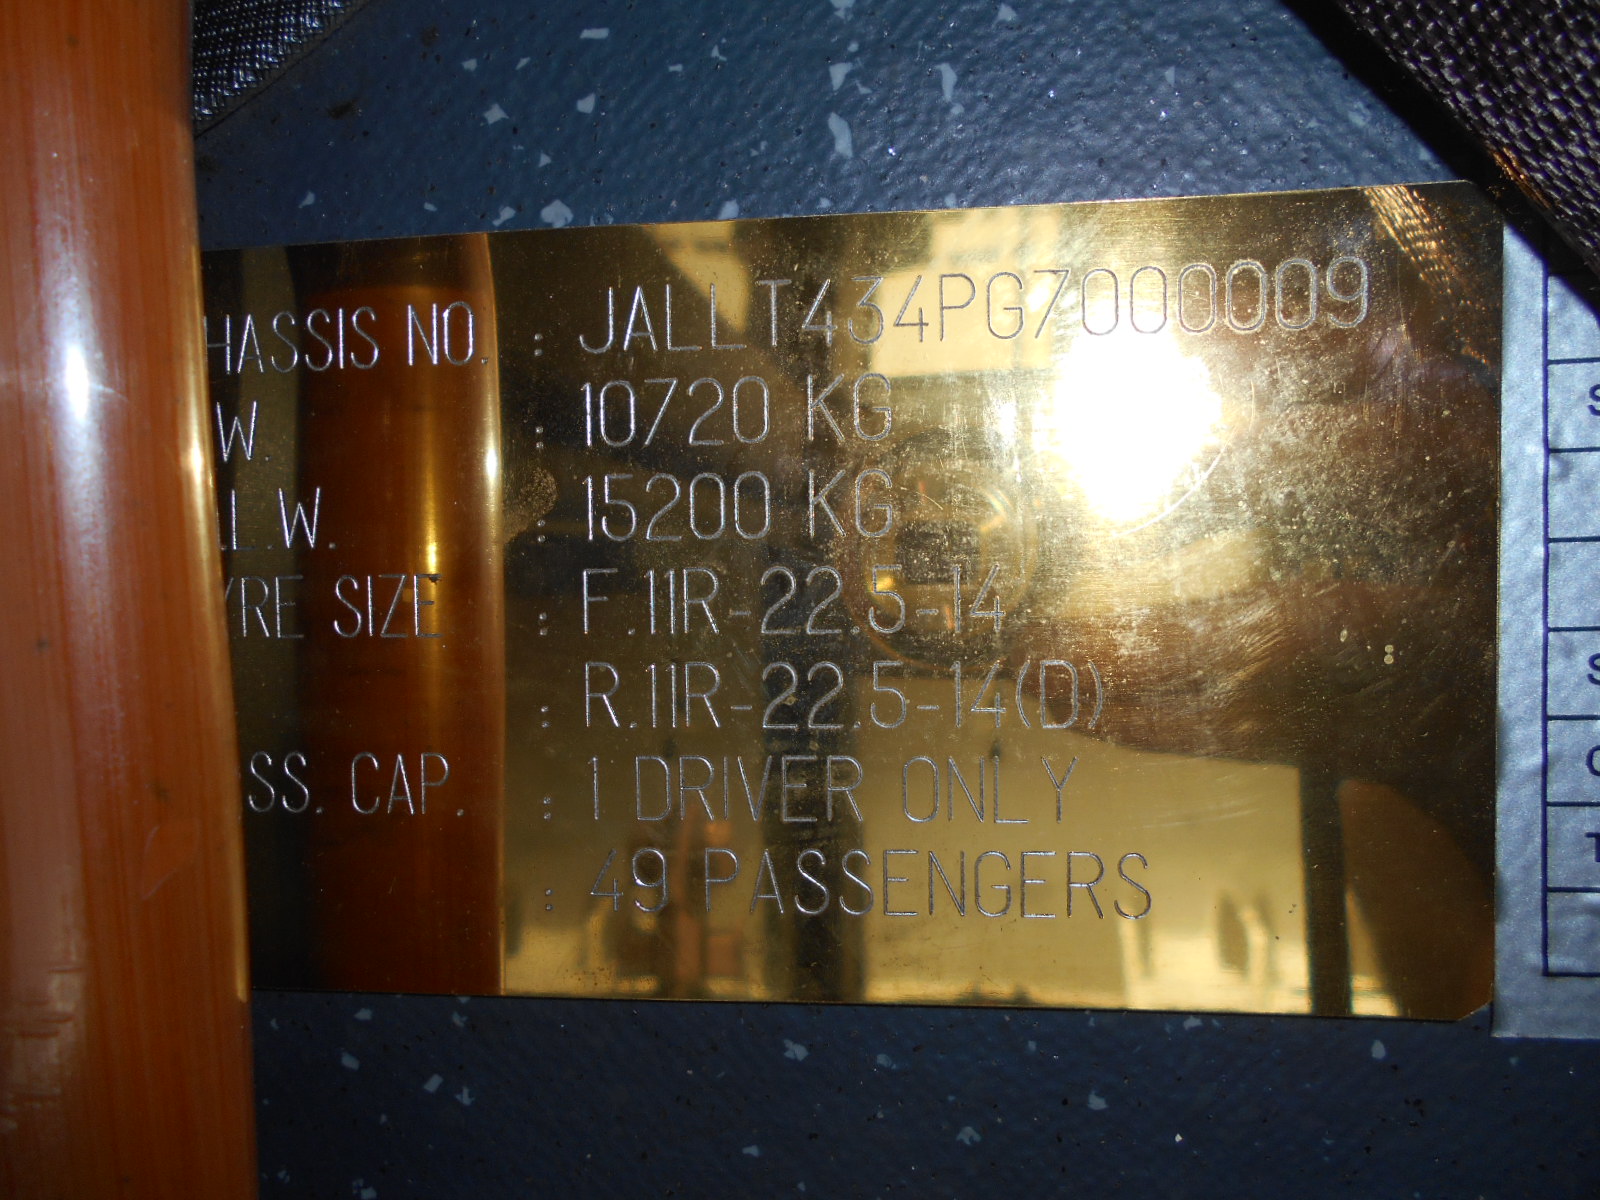 HASSIS NO. : JALLT434PG7000009
W. : 10720 KG
L.W. : 15200 KG
YRE SIZE : F.11R-22.5-14
: R.11R-22.5-14(D)
SS. CAP. : 1 DRIVER ONLY
: 49 PASSENGERS